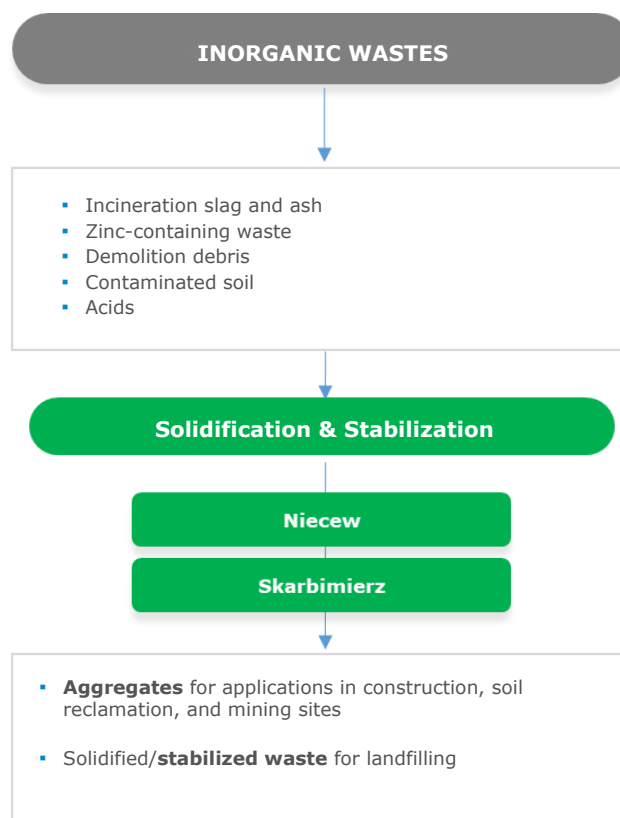 INORGANIC WASTES
▪ Incineration slag and ash
▪ Zinc-containing waste
▪ Demolition debris
▪ Contaminated soil
▪ Acids
Solidification & Stabilization
Niecew
Skarbimierz
▪ Aggregates for applications in construction, soil
reclamation, and mining sites
▪ Solidified/stabilized waste for landfilling